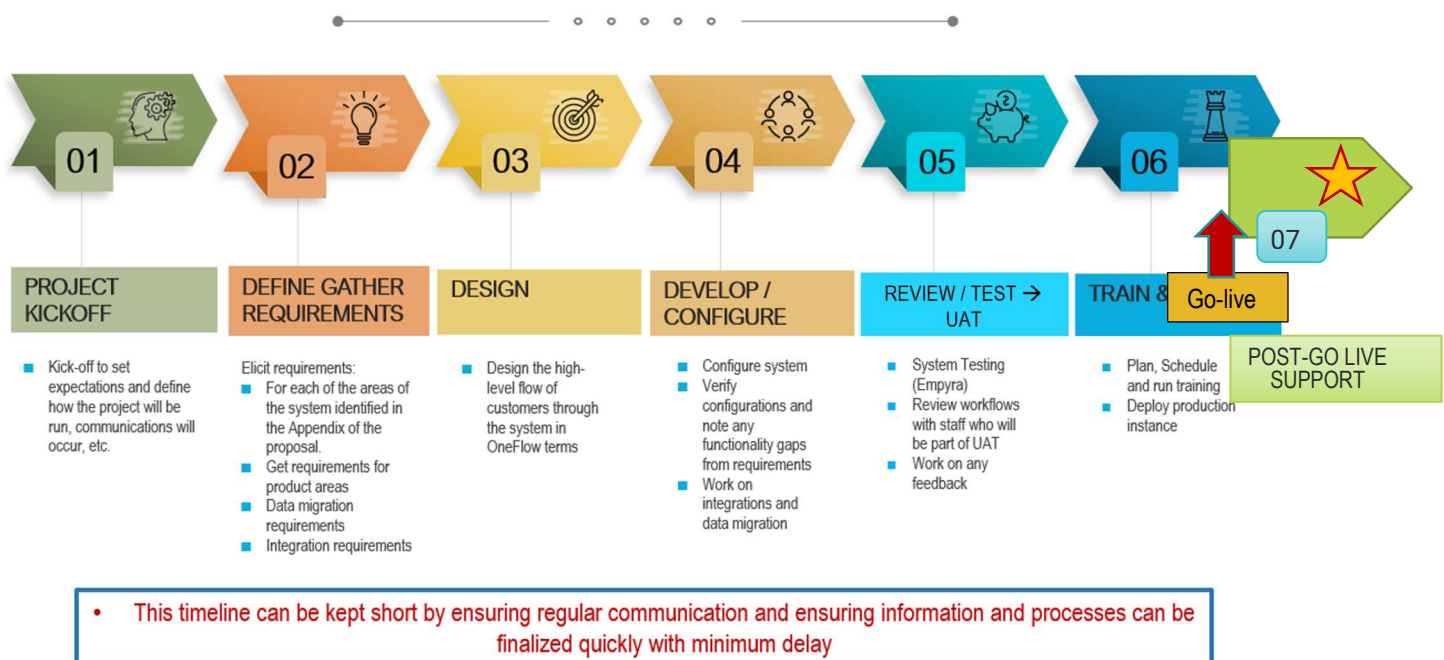 01
02
03
04
05
06
07
PROJECT
KICKOFF
Kick-off to set
expectations and define
how the project will be
run, communications will
occur, etc.
DEFINE GATHER
REQUIREMENTS
Elicit requirements:
For each of the areas of
the system identified in
the Appendix of the
proposal.
Get requirements for
product areas
Data migration
requirements
Integration requirements
DESIGN
Design the high-
level flow of
customers through
the system in
OneFlow terms
DEVELOP /
CONFIGURE
Configure system
Verify
configurations and
note any
functionality gaps
from requirements
Work on
integrations and
data migration
REVIEW / TEST →
UAT
System Testing
(Empyra)
Review workflows
with staff who will
be part of UAT
Work on any
feedback
TRAIN &
Plan, Schedule
and run training
Deploy production
instance
Go-live
POST-GO LIVE
SUPPORT
• This timeline can be kept short by ensuring regular communication and ensuring information and processes can be
finalized quickly with minimum delay